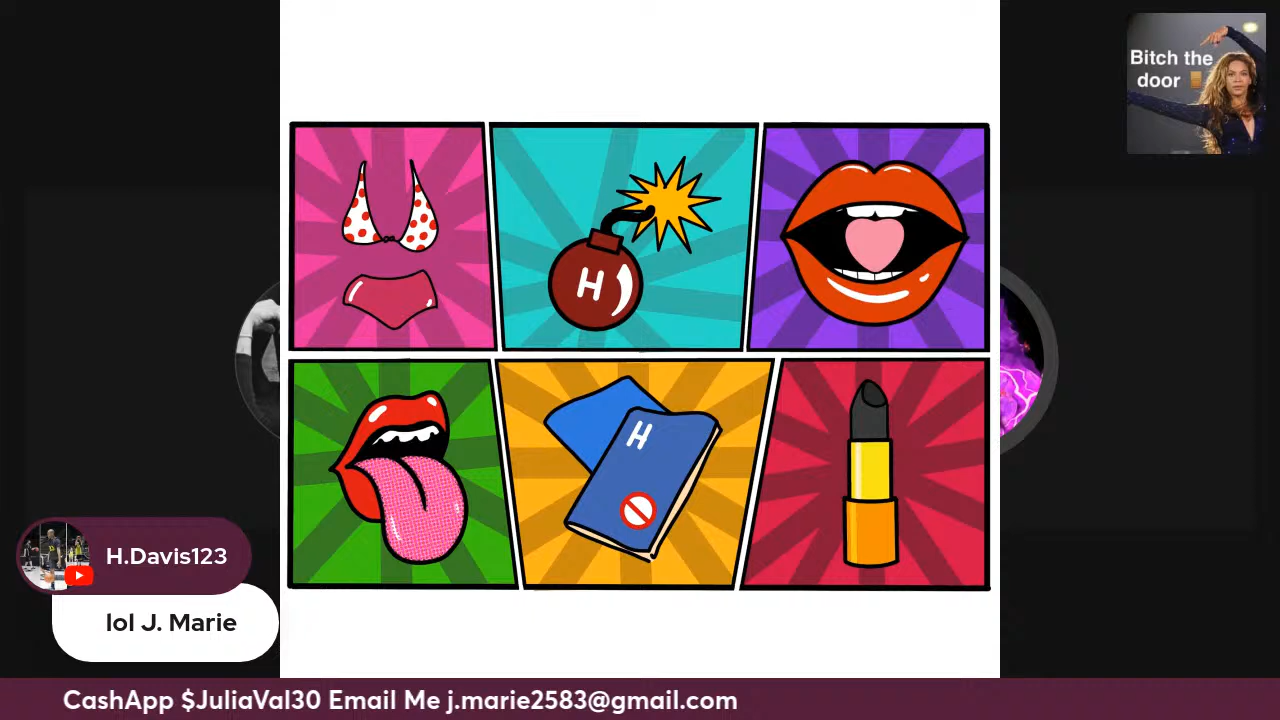 Bitch the
door
H
H
H.Davis123
lol J. Marie
CashApp $JuliaVal30 Email Me j.marie2583@gmail.com